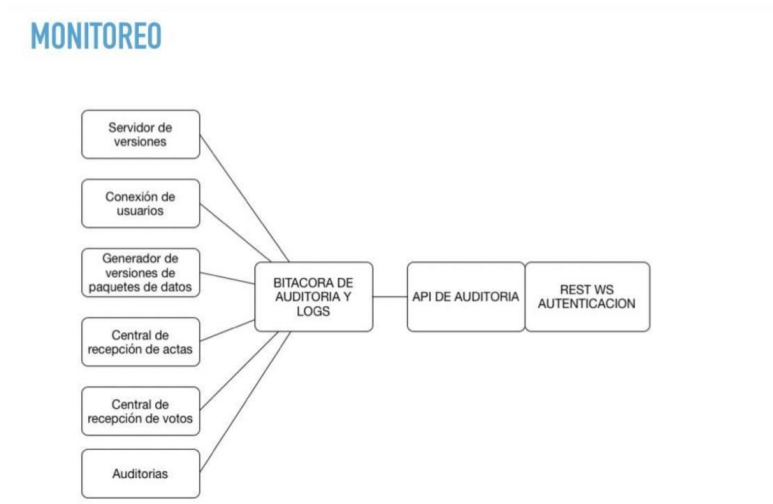 MONITOREO
Servidor de
versiones
Conexión de
usuarios
Generador de
versiones de
paquetes de datos
Central de
recepción de actas
Central de
recepción de votos
Auditorias
BITACORA DE
AUDITORIA Y
LOGS
API DE AUDITORIA
REST WS
AUTENTICACION